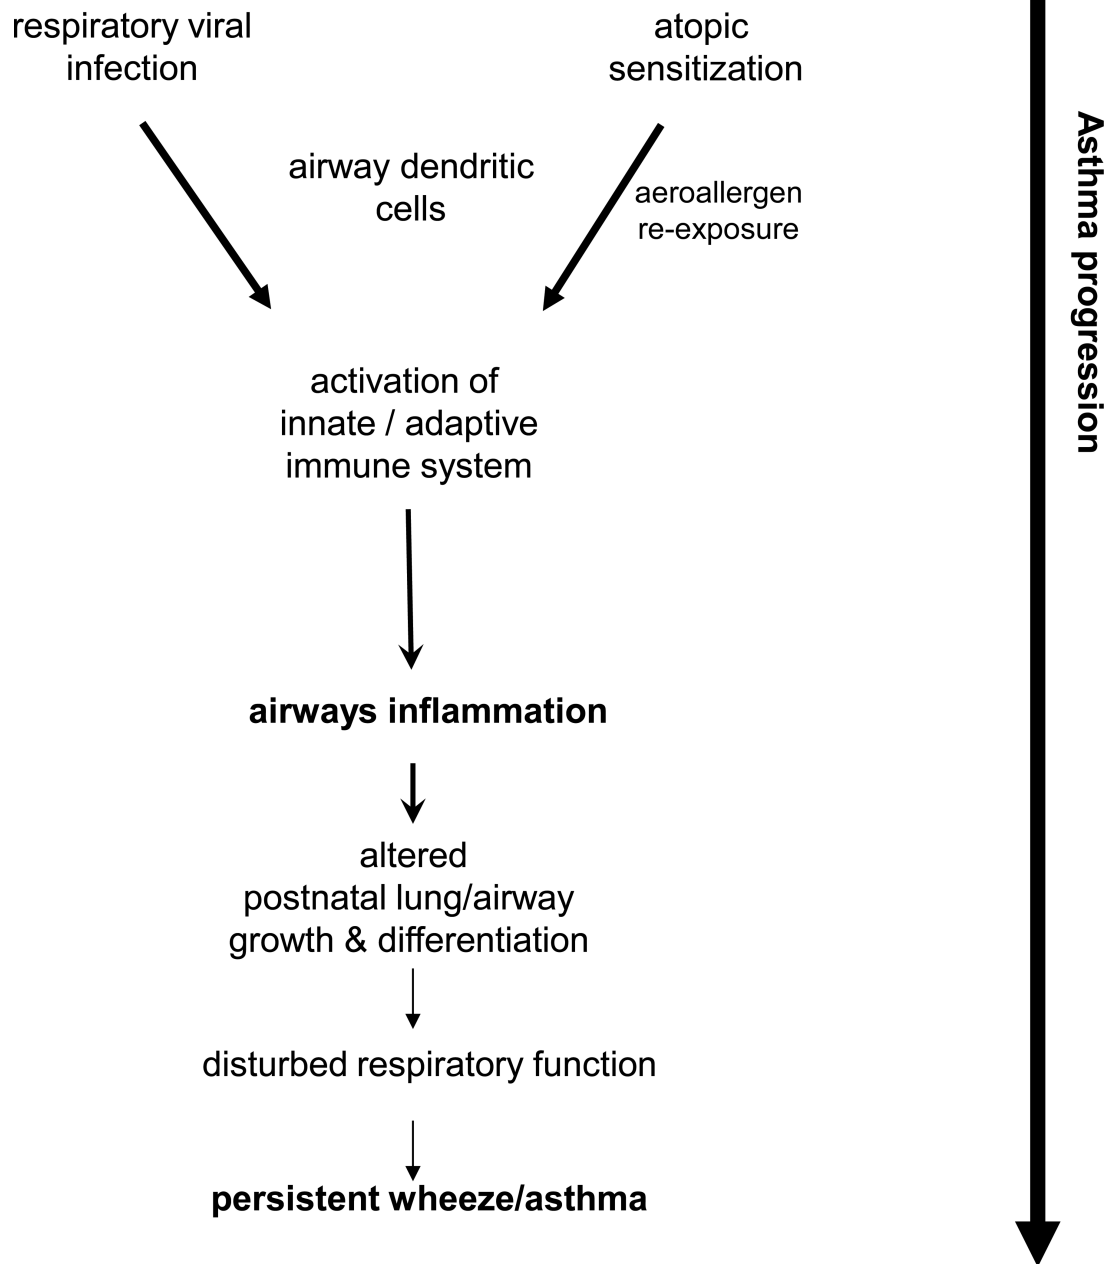 respiratory viral
infection
atopic
sensitization
airway dendritic
cells
aeroallergen
re-exposure
activation of
innate / adaptive
immune system
airways inflammation
altered
postnatal lung/airway
growth & differentiation
disturbed respiratory function
persistent wheeze/asthma
Asthma progression